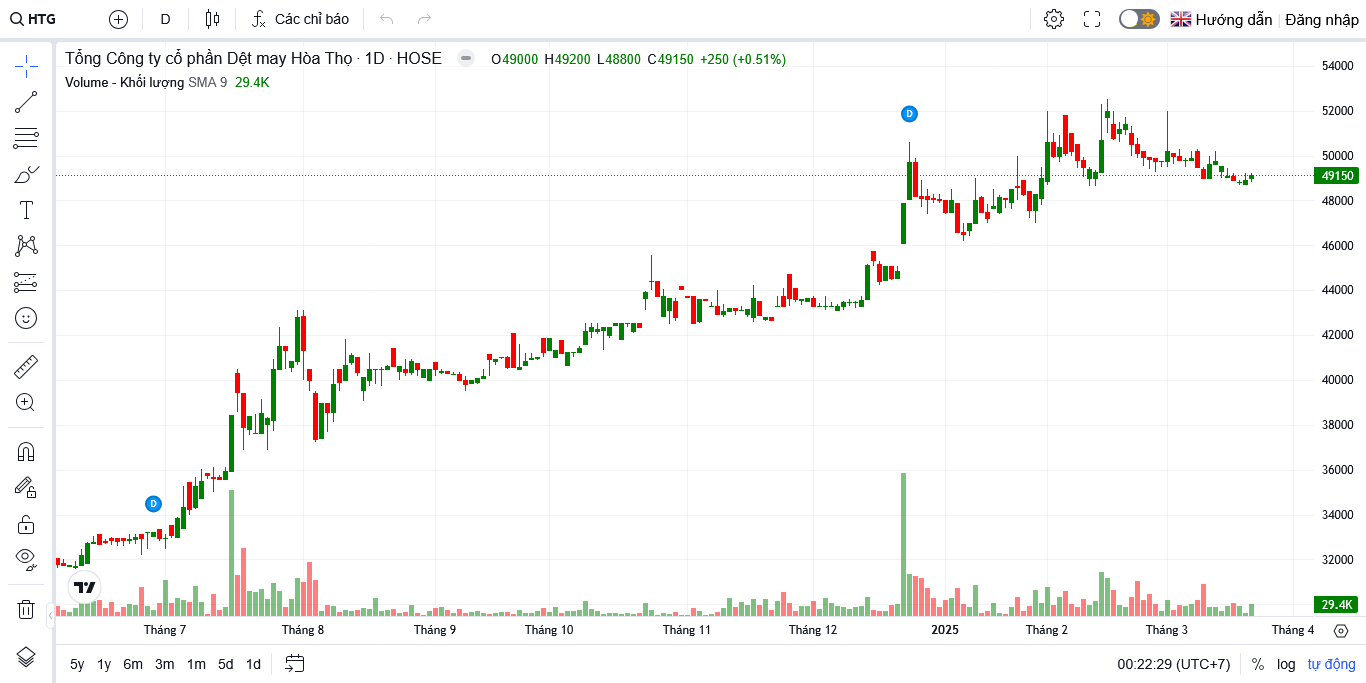 HTG D Các chỉ báo Hướng dẫn Đăng nhập
Tổng Công ty cổ phần Dệt may Hòa Thọ · 1D · HOSE O49000 H49200 L48800 C49150 +250 (+0.51%)
Volume - Khối lượng SMA 9 29.4K
D
D
54000
52000
50000
49150
48000
46000
44000
42000
40000
38000
36000
34000
32000
29.4K
Tháng 7 Tháng 8 Tháng 9 Tháng 10 Tháng 11 Tháng 12 2025 Tháng 2 Tháng 3 Tháng 4
5y 1y 6m 3m 1m 5d 1d 00:22:29 (UTC+7) % log tự động